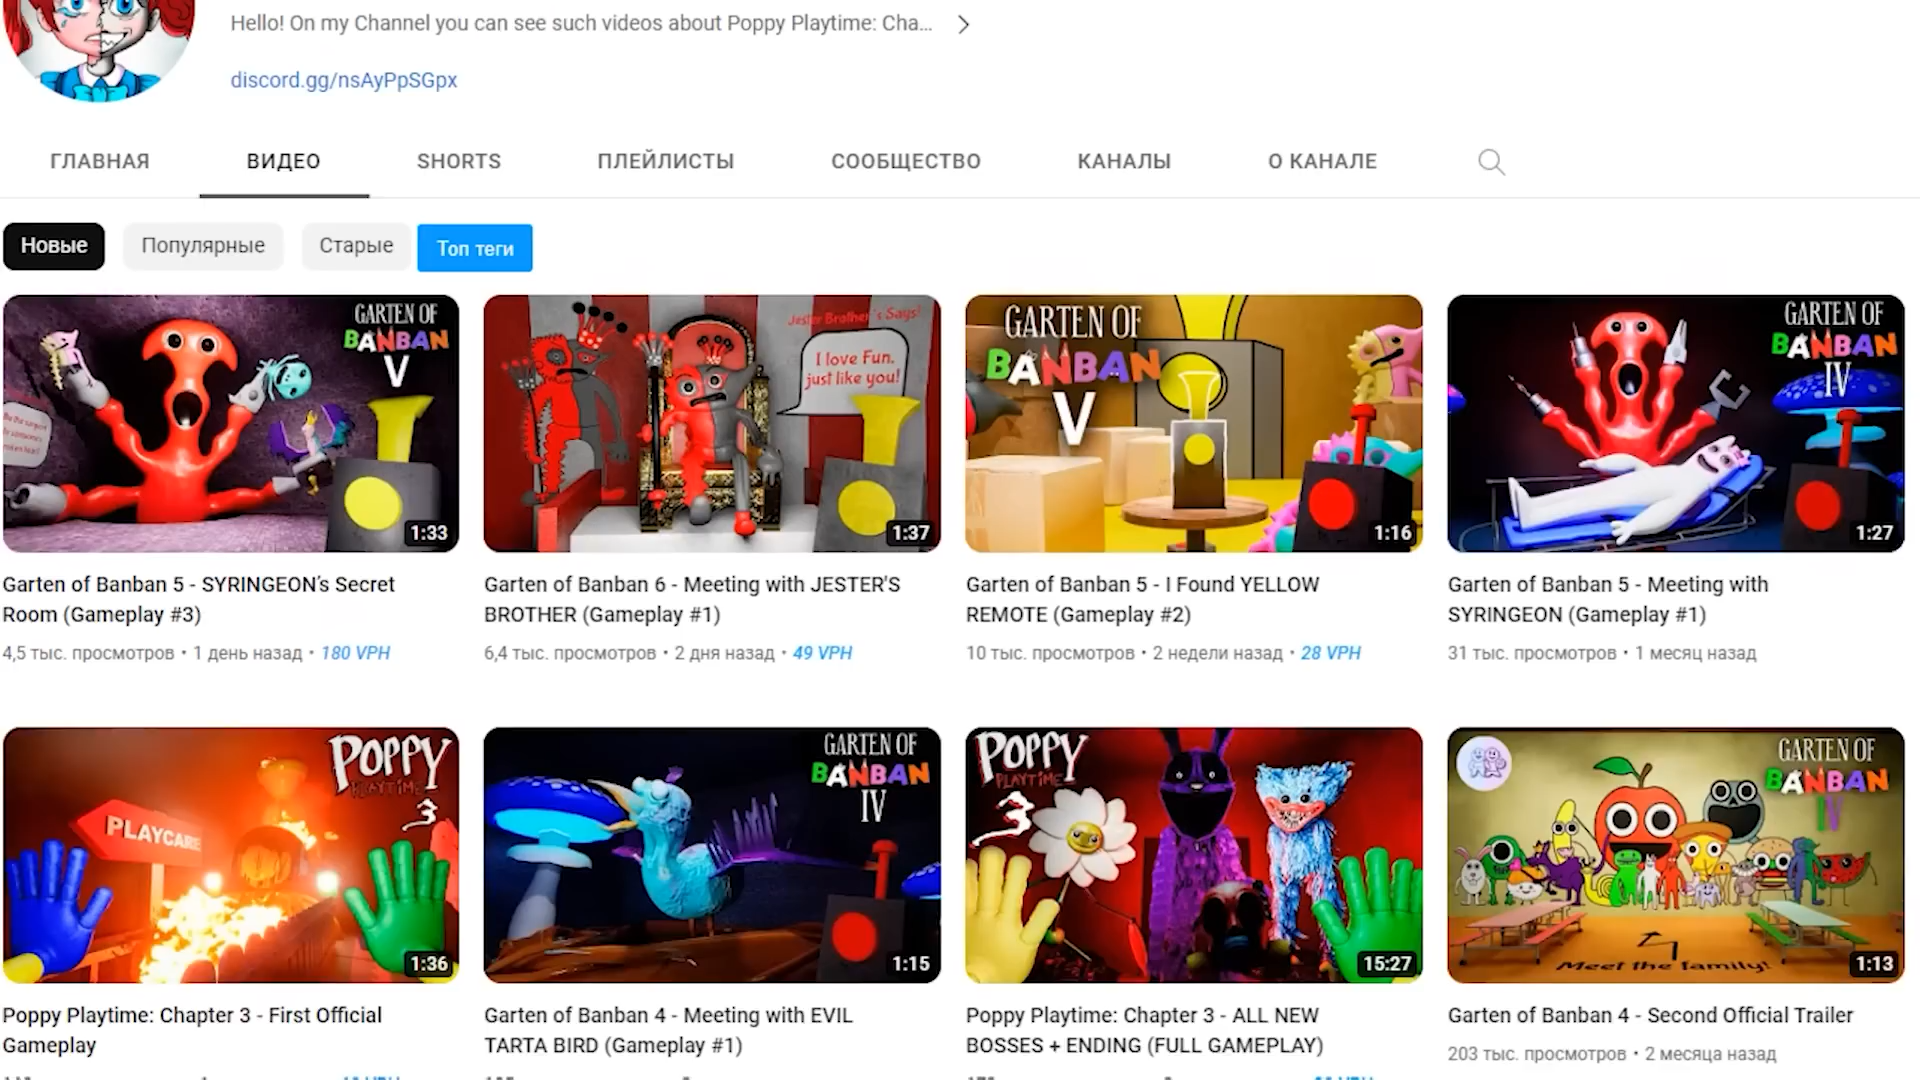 Hello! On my Channel you can see such videos about Poppy Playtime: Cha...
discord.gg/nsAyPpSGpx
ГЛАВНАЯ ВИДЕО SHORTS ПЛЕЙЛИСТЫ СООБЩЕСТВО КАНАЛЫ О КАНАЛЕ
Новые Популярные Старые Топ теги
GARTEN OF
BANBAN
V
1:33
Jester Brother's Says!
I love Fun.
just like you!
1:37
GARTEN OF
BANBAN
V
1:16
GARTEN OF
BANBAN
IV
1:27
Garten of Banban 5 - SYRINGEON’s Secret
Room (Gameplay #3)
4,5 тыс. просмотров • 1 день назад • 180 VPH
Garten of Banban 6 - Meeting with JESTER'S
BROTHER (Gameplay #1)
6,4 тыс. просмотров • 2 дня назад • 49 VPH
Garten of Banban 5 - I Found YELLOW
REMOTE (Gameplay #2)
10 тыс. просмотров • 2 недели назад • 28 VPH
Garten of Banban 5 - Meeting with
SYRINGEON (Gameplay #1)
31 тыс. просмотров • 1 месяц назад
POPPY
PLAYTIME
3
PLAYCARE
1:36
GARTEN OF
BANBAN
IV
1:15
POPPY
PLAYTIME
3
15:27
GARTEN OF
BANBAN
IV
Meet the family!
1:13
Poppy Playtime: Chapter 3 - First Official
Gameplay
Garten of Banban 4 - Meeting with EVIL
TARTA BIRD (Gameplay #1)
Poppy Playtime: Chapter 3 - ALL NEW
BOSSES + ENDING (FULL GAMEPLAY)
Garten of Banban 4 - Second Official Trailer
203 тыс. просмотров • 2 месяца назад